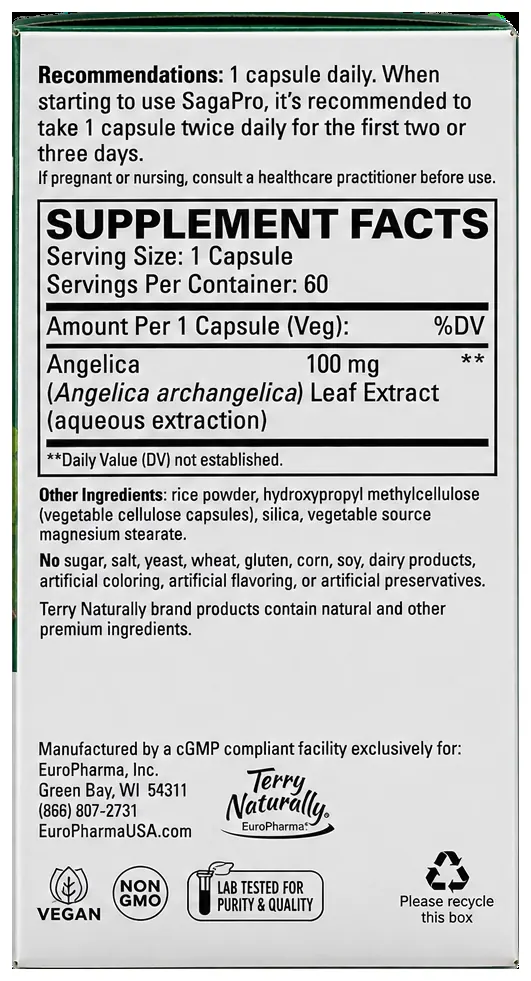 Recommendations: 1 capsule daily. When
starting to use SagaPro, it's recommended to
take 1 capsule twice daily for the first two or
three days.
If pregnant or nursing, consult a healthcare practitioner before use.
SUPPLEMENT FACTS
Serving Size: 1 Capsule
Servings Per Container: 60
Amount Per 1 Capsule (Veg): %DV
Angelica 100 mg **
(Angelica archangelica) Leaf Extract
(aqueous extraction)
**Daily Value (DV) not established.
Other Ingredients: rice powder, hydroxypropyl methylcellulose
(vegetable cellulose capsules), silica, vegetable source
magnesium stearate.
No sugar, salt, yeast, wheat, gluten, corn, soy, dairy products,
artificial coloring, artificial flavoring, or artificial preservatives.
Terry Naturally brand products contain natural and other
premium ingredients.
Manufactured by a cGMP compliant facility exclusively for:
EuroPharma, Inc.
Green Bay, WI 54311
(866) 807-2731
EuroPharmaUSA.com
Terry
Naturally®
EuroPharma®
VEGAN
NON
GMO
LAB TESTED FOR
PURITY & QUALITY
Please recycle
this box